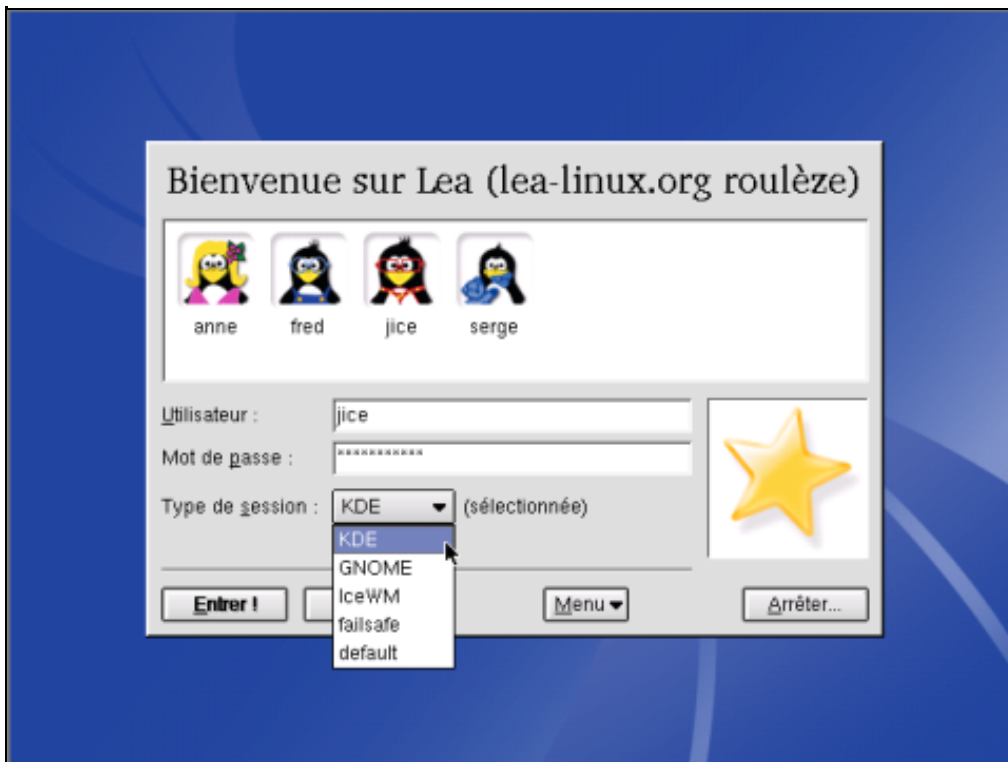 Bienvenue sur Lea (lea-linux.org roulèze)
anne fred jice serge
Utilisateur : jice
Mot de passe : ***********
Type de session : KDE (sélectionnée)
KDE
GNOME
IceWM
failsafe
default
Entrer ! Menu Arrêter...